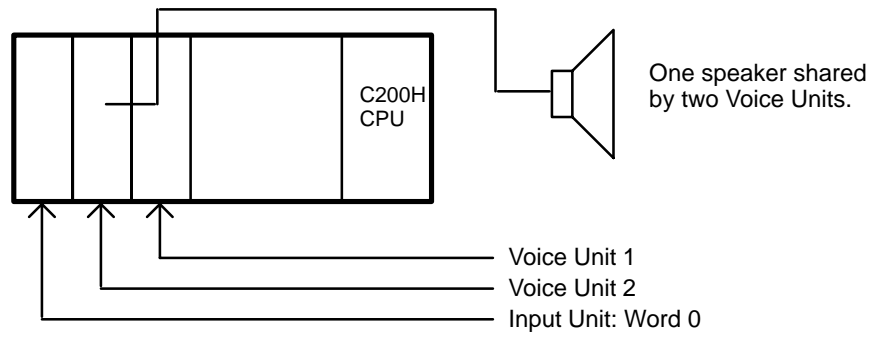 One speaker shared
by two Voice Units.
C200H
CPU
Voice Unit 1
Voice Unit 2
Input Unit: Word 0